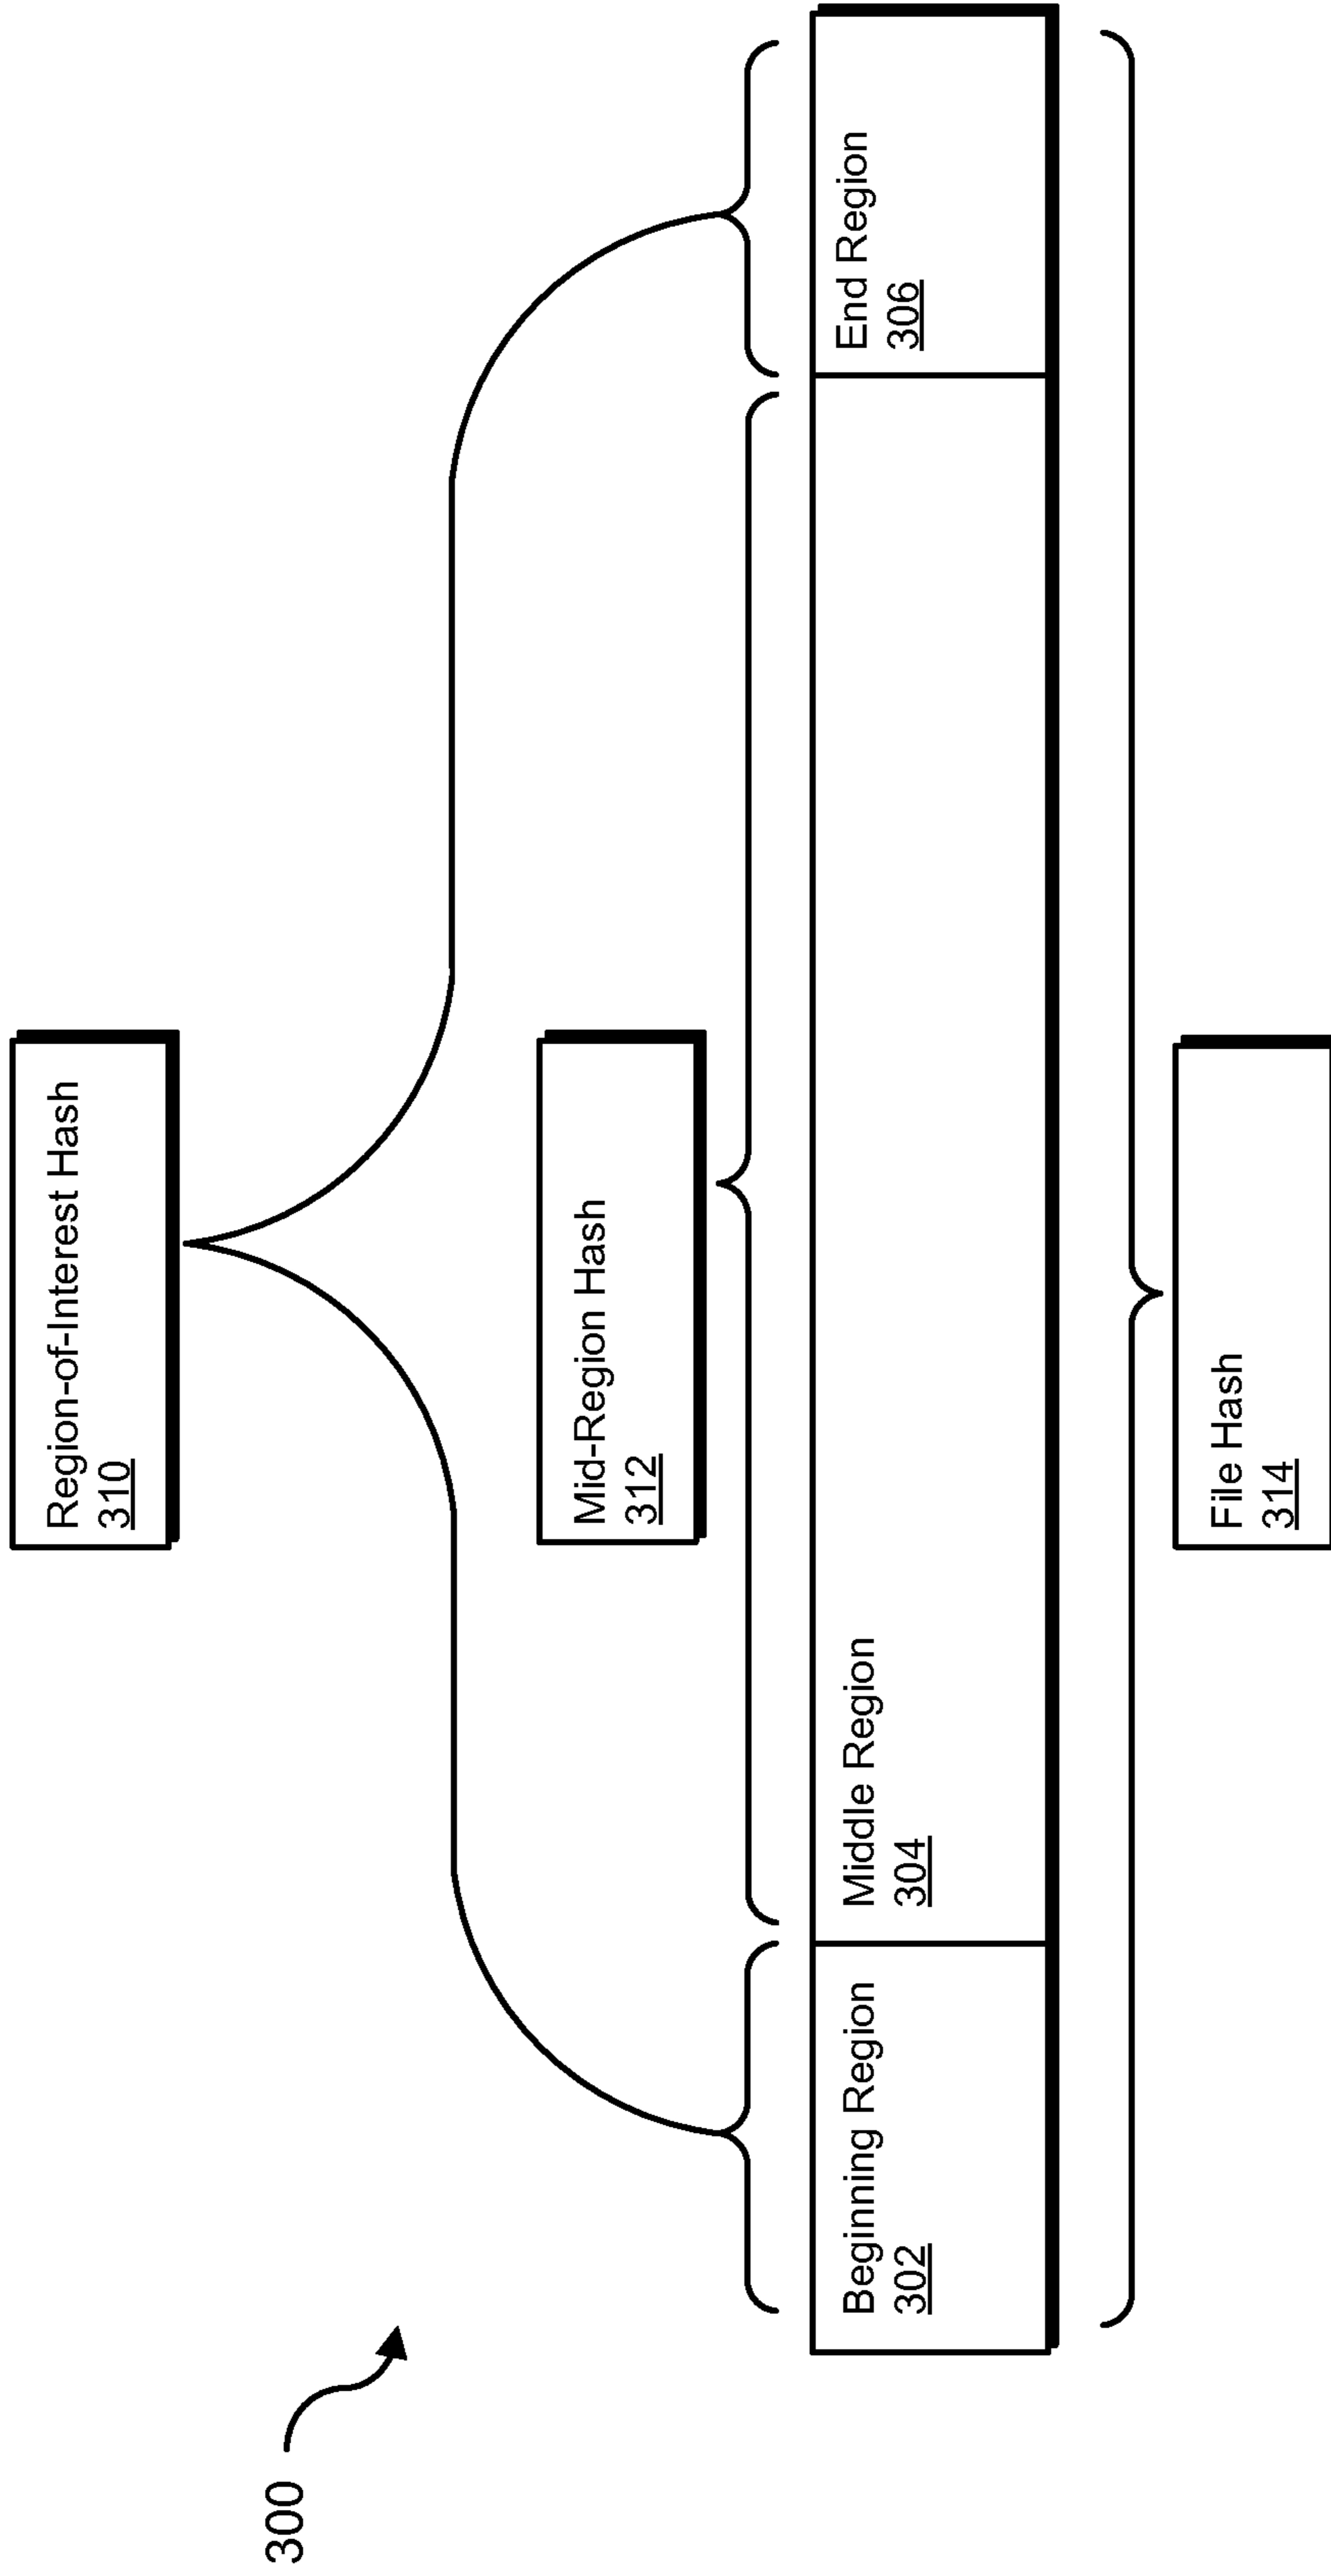 300
Region-of-Interest Hash
310
Mid-Region Hash
312
Beginning Region
302
Middle Region
304
End Region
306
File Hash
314